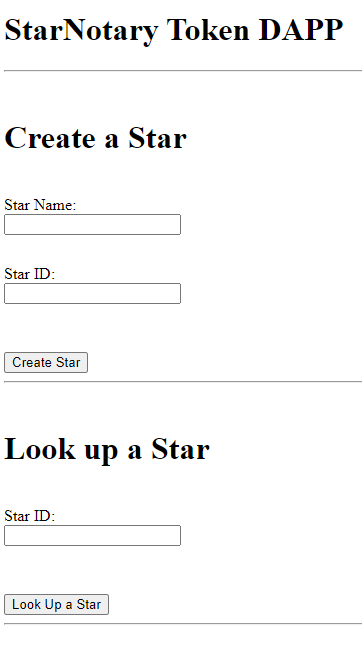 StarNotary Token DAPP
Create a Star
Star Name:
Star ID:
Create Star
Look up a Star
Star ID:
Look Up a Star